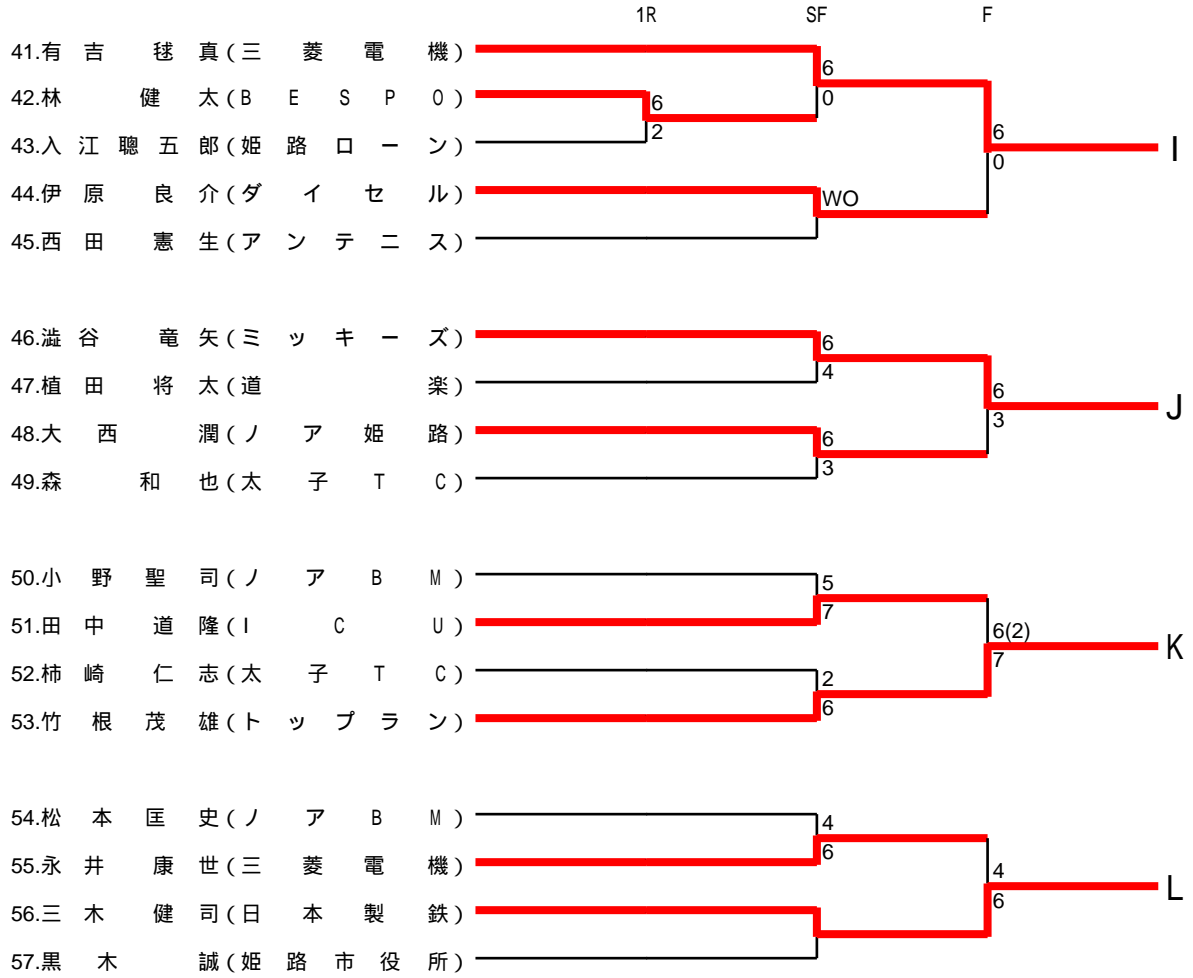 1R SF F
41.有吉 毬真(三菱電機)
6
42.林 健太(BESPO)
6 0
2
43.入江聰五郎(姫路ローン)
6
0
I
44.伊原良介(ダイセル)
WO
45.西田憲生(アンテニス)
46.澁谷竜矢(ミッキーズ)
6
4
47.植田将太(道楽)
6
3
J
48.大西潤(ノア姫路)
6
3
49.森和也(太子TC)
50.小野聖司(ノアBM)
5
7
51.田中道隆(ICU)
6(2)
7
K
52.柿崎仁志(太子TC)
2
6
53.竹根茂雄(トップラン)
54.松本匡史(ノアBM)
4
6
55.永井康世(三菱電機)
4
6
L
56.三木健司(日本製鉄)
57.黒木誠(姫路市役所)